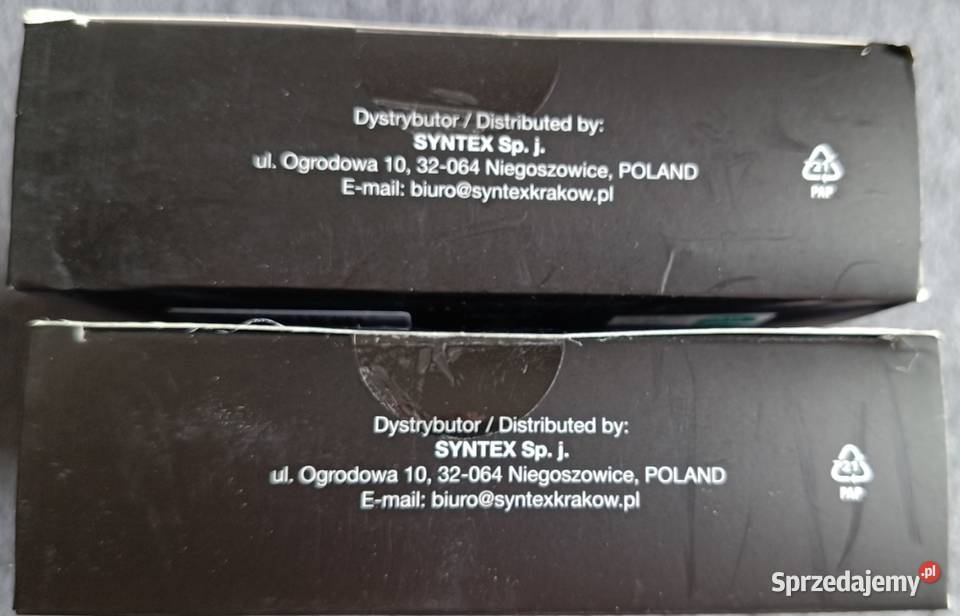 Dystrybutor / Distributed by:
SYNTEX Sp. j.
ul. Ogrodowa 10, 32-064 Niegoszowice, POLAND
E-mail: biuro@syntexkrakow.pl
21
PAP
Dystrybutor / Distributed by:
SYNTEX Sp. j.
ul. Ogrodowa 10, 32-064 Niegoszowice, POLAND
E-mail: biuro@syntexkrakow.pl
21
PAP
Sprzedajemy.pl